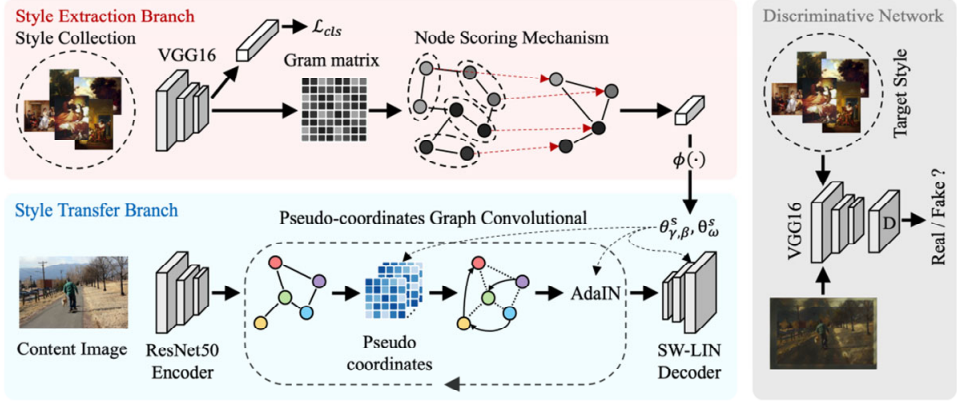 Style Extraction Branch
Style Collection
VGG16
ℒcls
Gram matrix
Node Scoring Mechanism
ϕ(·)
Style Transfer Branch
Pseudo-coordinates Graph Convolutional
θˢγ,β, θˢω
AdaIN
Content Image
ResNet50
Encoder
Pseudo
coordinates
SW-LIN
Decoder
Discriminative Network
Target Style
VGG16
D
Real / Fake ?